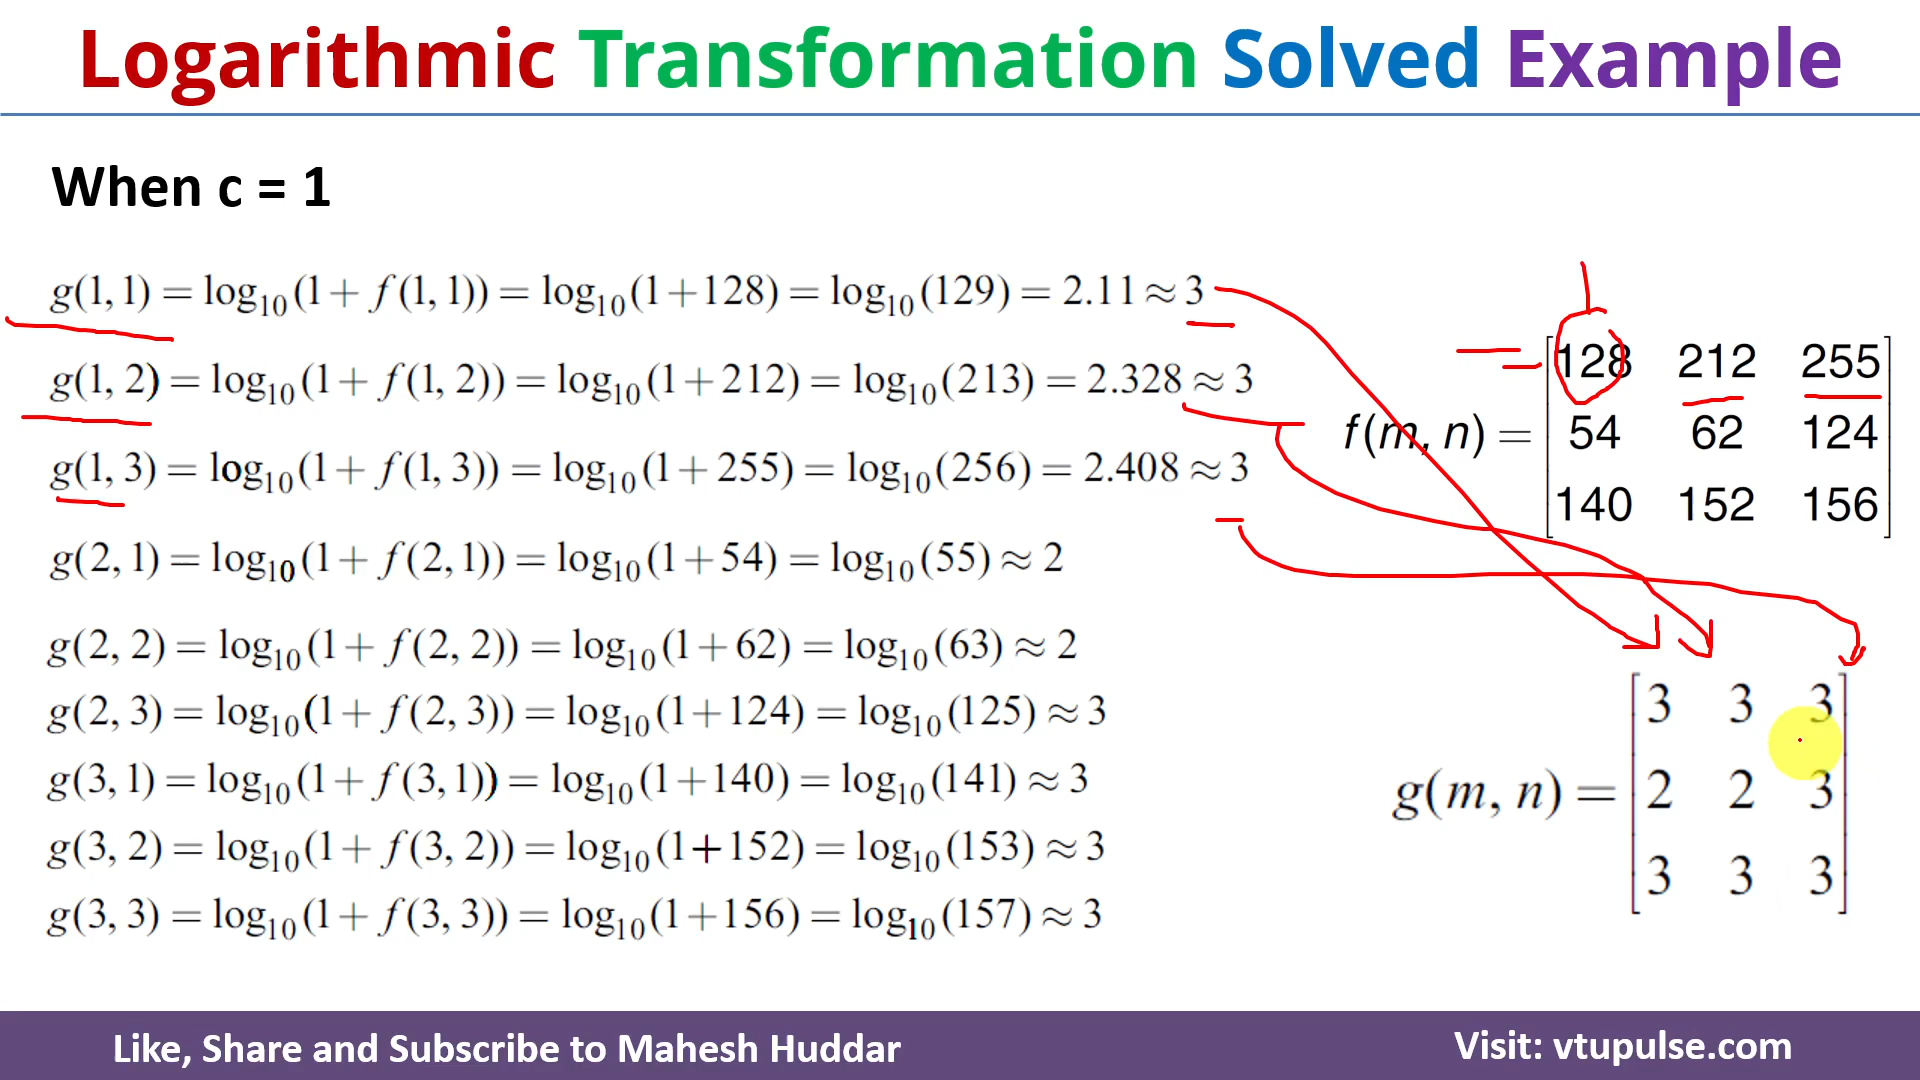 Logarithmic Transformation Solved Example
When c = 1
g(1, 1) = log₁₀(1 + f(1, 1)) = log₁₀(1+128) = log₁₀(129) = 2.11 ≈ 3
g(1, 2) = log₁₀(1 + f(1, 2)) = log₁₀(1+212) = log₁₀(213) = 2.328 ≈ 3
g(1, 3) = log₁₀(1 + f(1, 3)) = log₁₀(1+255) = log₁₀(256) = 2.408 ≈ 3
g(2, 1) = log₁₀(1 + f(2, 1)) = log₁₀(1+54) = log₁₀(55) ≈ 2
g(2, 2) = log₁₀(1 + f(2, 2)) = log₁₀(1+62) = log₁₀(63) ≈ 2
g(2, 3) = log₁₀(1 + f(2, 3)) = log₁₀(1+124) = log₁₀(125) ≈ 3
g(3, 1) = log₁₀(1 + f(3, 1)) = log₁₀(1+140) = log₁₀(141) ≈ 3
g(3, 2) = log₁₀(1 + f(3, 2)) = log₁₀(1+152) = log₁₀(153) ≈ 3
g(3, 3) = log₁₀(1 + f(3, 3)) = log₁₀(1+156) = log₁₀(157) ≈ 3
128 212 255
f(m, n) = 54 62 124
140 152 156
3 3 3
g(m, n) = 2 2 3
3 3 3
Like, Share and Subscribe to Mahesh Huddar
Visit: vtupulse.com